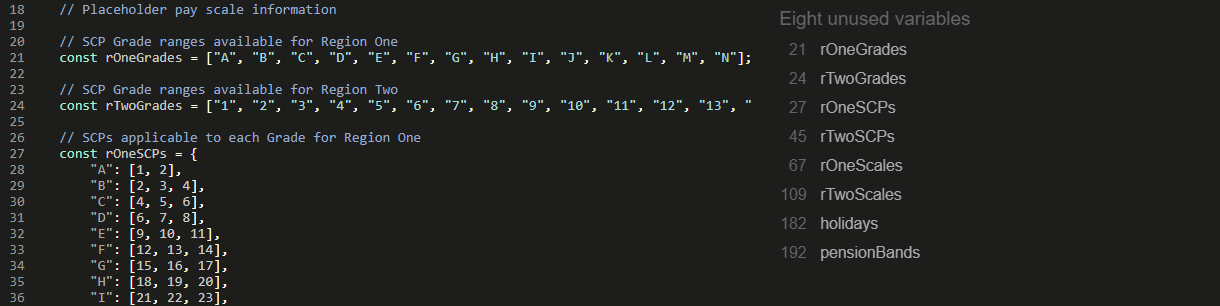 18 // Placeholder pay scale information
19
20 // SCP Grade ranges available for Region One
21 const rOneGrades = ["A", "B", "C", "D", "E", "F", "G", "H", "I", "J", "K", "L", "M", "N"];
22
23 // SCP Grade ranges available for Region Two
24 const rTwoGrades = ["1", "2", "3", "4", "5", "6", "7", "8", "9", "10", "11", "12", "13", "
25
26 // SCPs applicable to each Grade for Region One
27 const rOneSCPs = {
28 "A": [1, 2],
29 "B": [2, 3, 4],
30 "C": [4, 5, 6],
31 "D": [6, 7, 8],
32 "E": [9, 10, 11],
33 "F": [12, 13, 14],
34 "G": [15, 16, 17],
35 "H": [18, 19, 20],
36 "I": [21, 22, 23],
Eight unused variables
21 rOneGrades
24 rTwoGrades
27 rOneSCPs
45 rTwoSCPs
67 rOneScales
109 rTwoScales
182 holidays
192 pensionBands